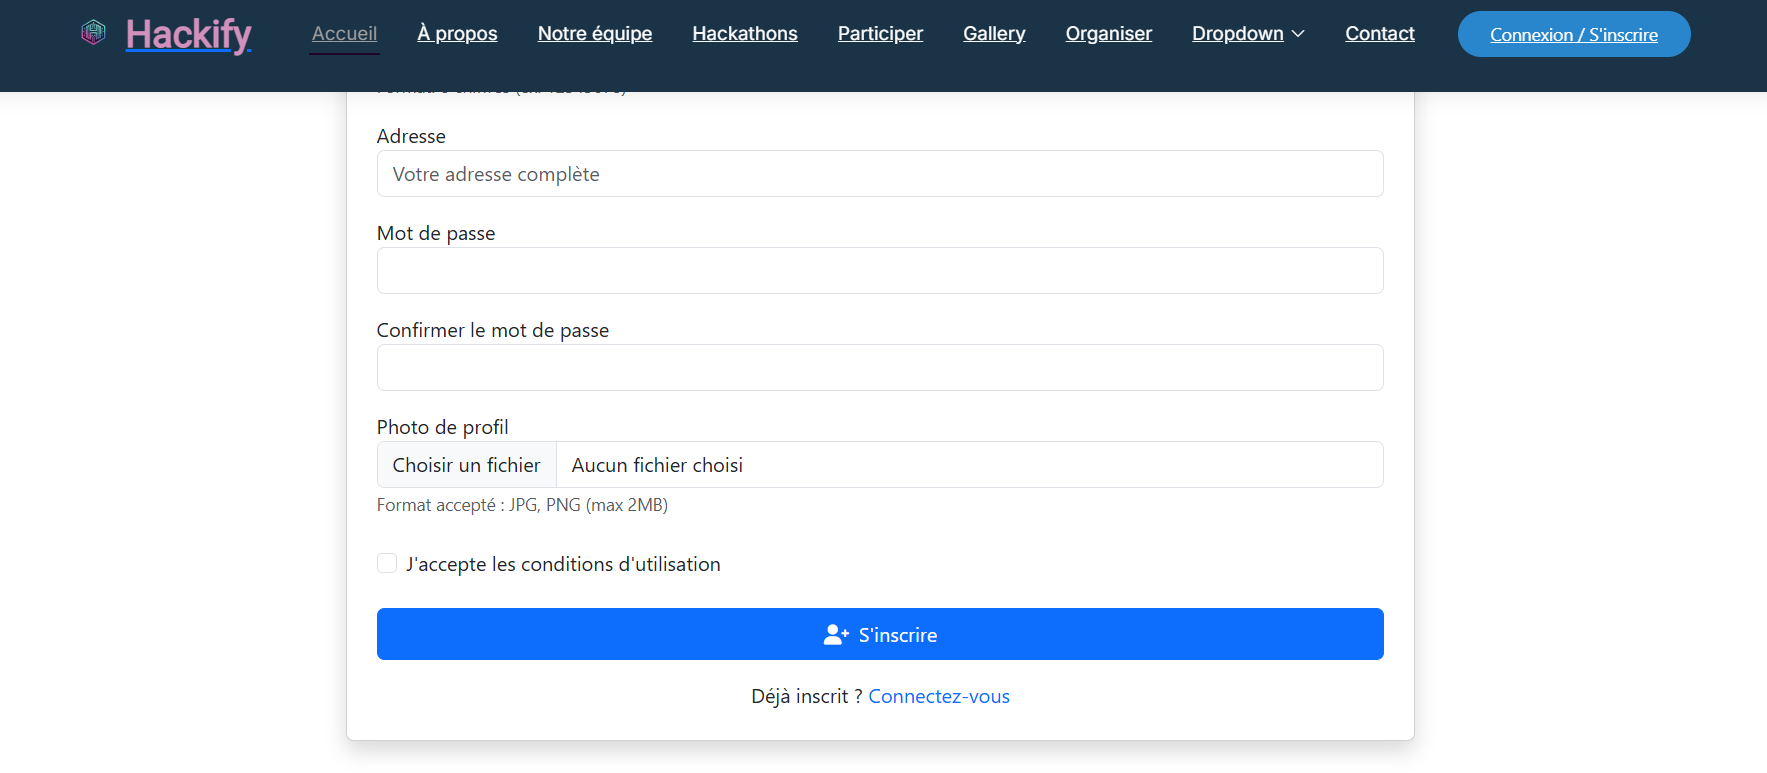 Hackify Accueil À propos Notre équipe Hackathons Participer Gallery Organiser Dropdown Contact Connexion / S'inscrire
Adresse
Votre adresse complète
Mot de passe
Confirmer le mot de passe
Photo de profil
Choisir un fichier Aucun fichier choisi
Format accepté : JPG, PNG (max 2MB)
J'accepte les conditions d'utilisation
S'inscrire
Déjà inscrit ? Connectez-vous